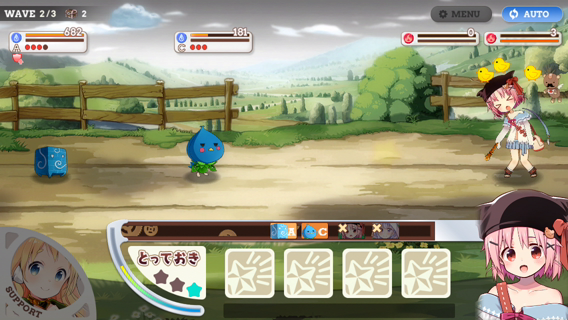 WAVE 2/3 2
MENU
AUTO
682
A
181
C
0
3
A C
とっておき
SUPPORT